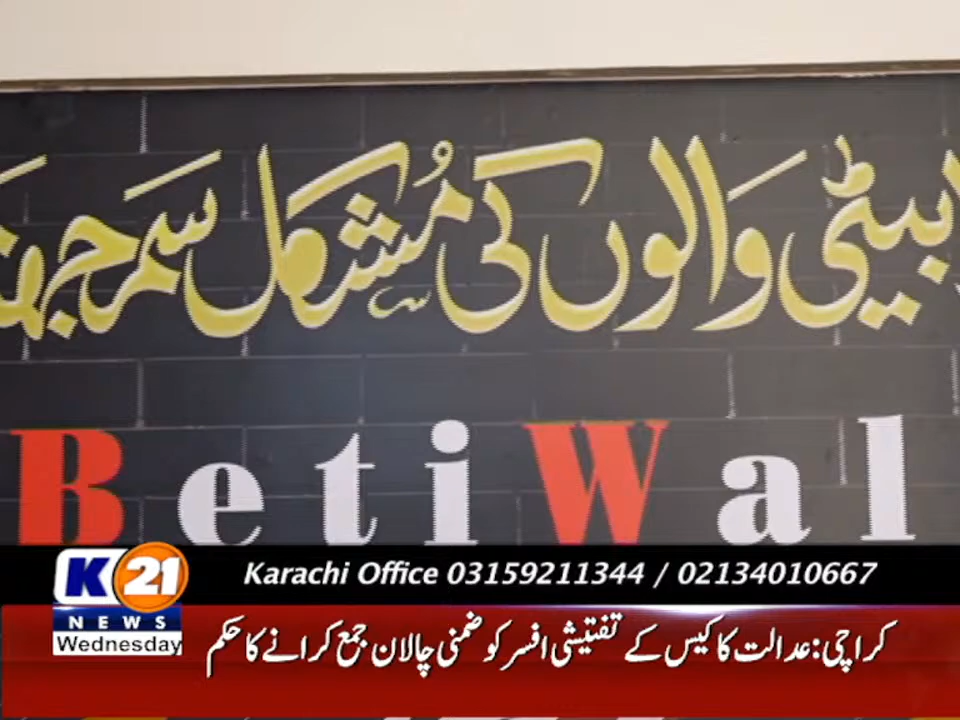 بیٹی والوں کی مشکل سمجھ
BetiWal
Karachi Office 03159211344 / 02134010667
K21
NEWS
Wednesday
کراچی: عدالت کا کیس کے تفتیشی افسر کو ضمنی چالان جمع کرانے کا حکم